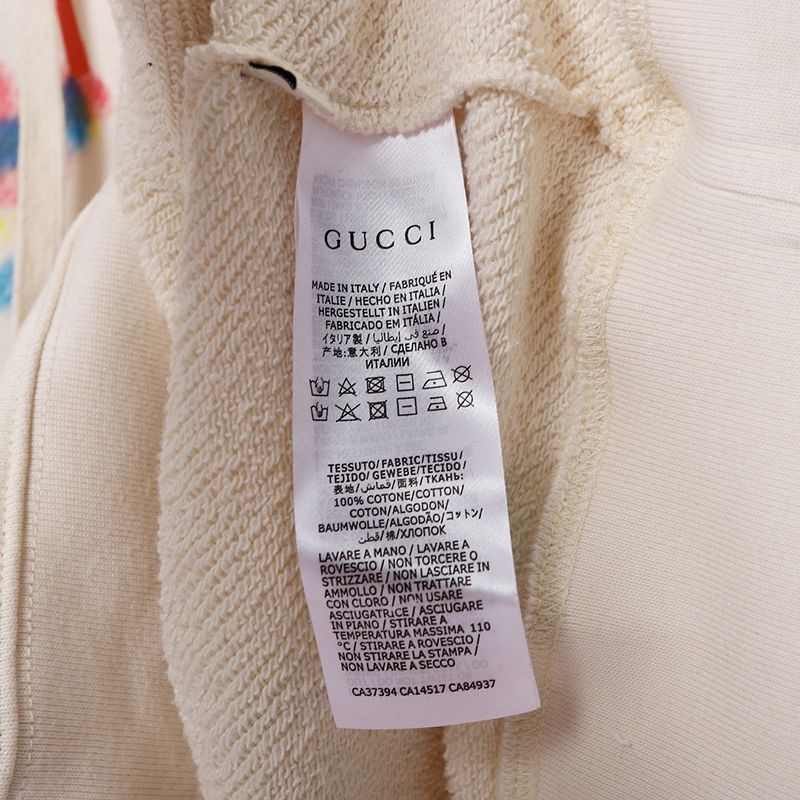 GUCCI
MADE IN ITALY / FABRIQUÉ EN
ITALIE / HECHO EN ITALIA /
HERGESTELLT IN ITALIEN /
FABRICADO EM ITÁLIA /
イタリア製 / صنع في إيطاليا /
产地:意大利 / СДЕЛАНО В
ИТАЛИИ
TESSUTO/FABRIC/TISSU/
TEJIDO/ GEWEBE/TECIDO/
表地/قماش/面料/ТКАНЬ:
100% COTONE/COTTON/
COTON/ALGODON/
BAUMWOLLE/ALGODÃO/コットン/
قطن/棉/ХЛОПОК
LAVARE A MANO / LAVARE A
ROVESCIO / NON TORCERE O
STRIZZARE / NON LASCIARE IN
AMMOLLO / NON TRATTARE
CON CLORO / NON USARE
ASCIUGATRICE / ASCIUGARE
IN PIANO / STIRARE A
TEMPERATURA MASSIMA 110
°C / STIRARE A ROVESCIO /
NON STIRARE LA STAMPA /
NON LAVARE A SECCO
CA37394 CA14517 CA84937